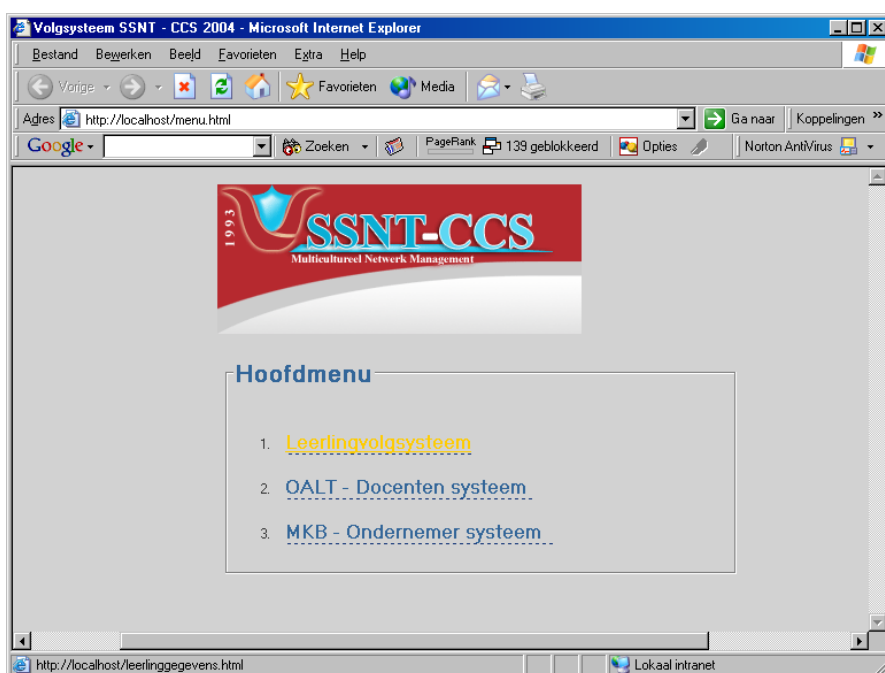 Volgsysteem SSNT - CCS 2004 - Microsoft Internet Explorer
Bestand Bewerken Beeld Favorieten Extra Help
Vorige Favorieten Media
Adres http://localhost/menu.html Ga naar Koppelingen »
Google Zoeken PageRank 139 geblokkeerd Opties Norton AntiVirus
1993
SSNT-CCS
Multicultureel Netwerk Management
Hoofdmenu
1. Leerlingvolgsysteem
2. OALT - Docenten systeem
3. MKB - Ondernemer systeem
http://localhost/leerlinggegevens.html Lokaal intranet